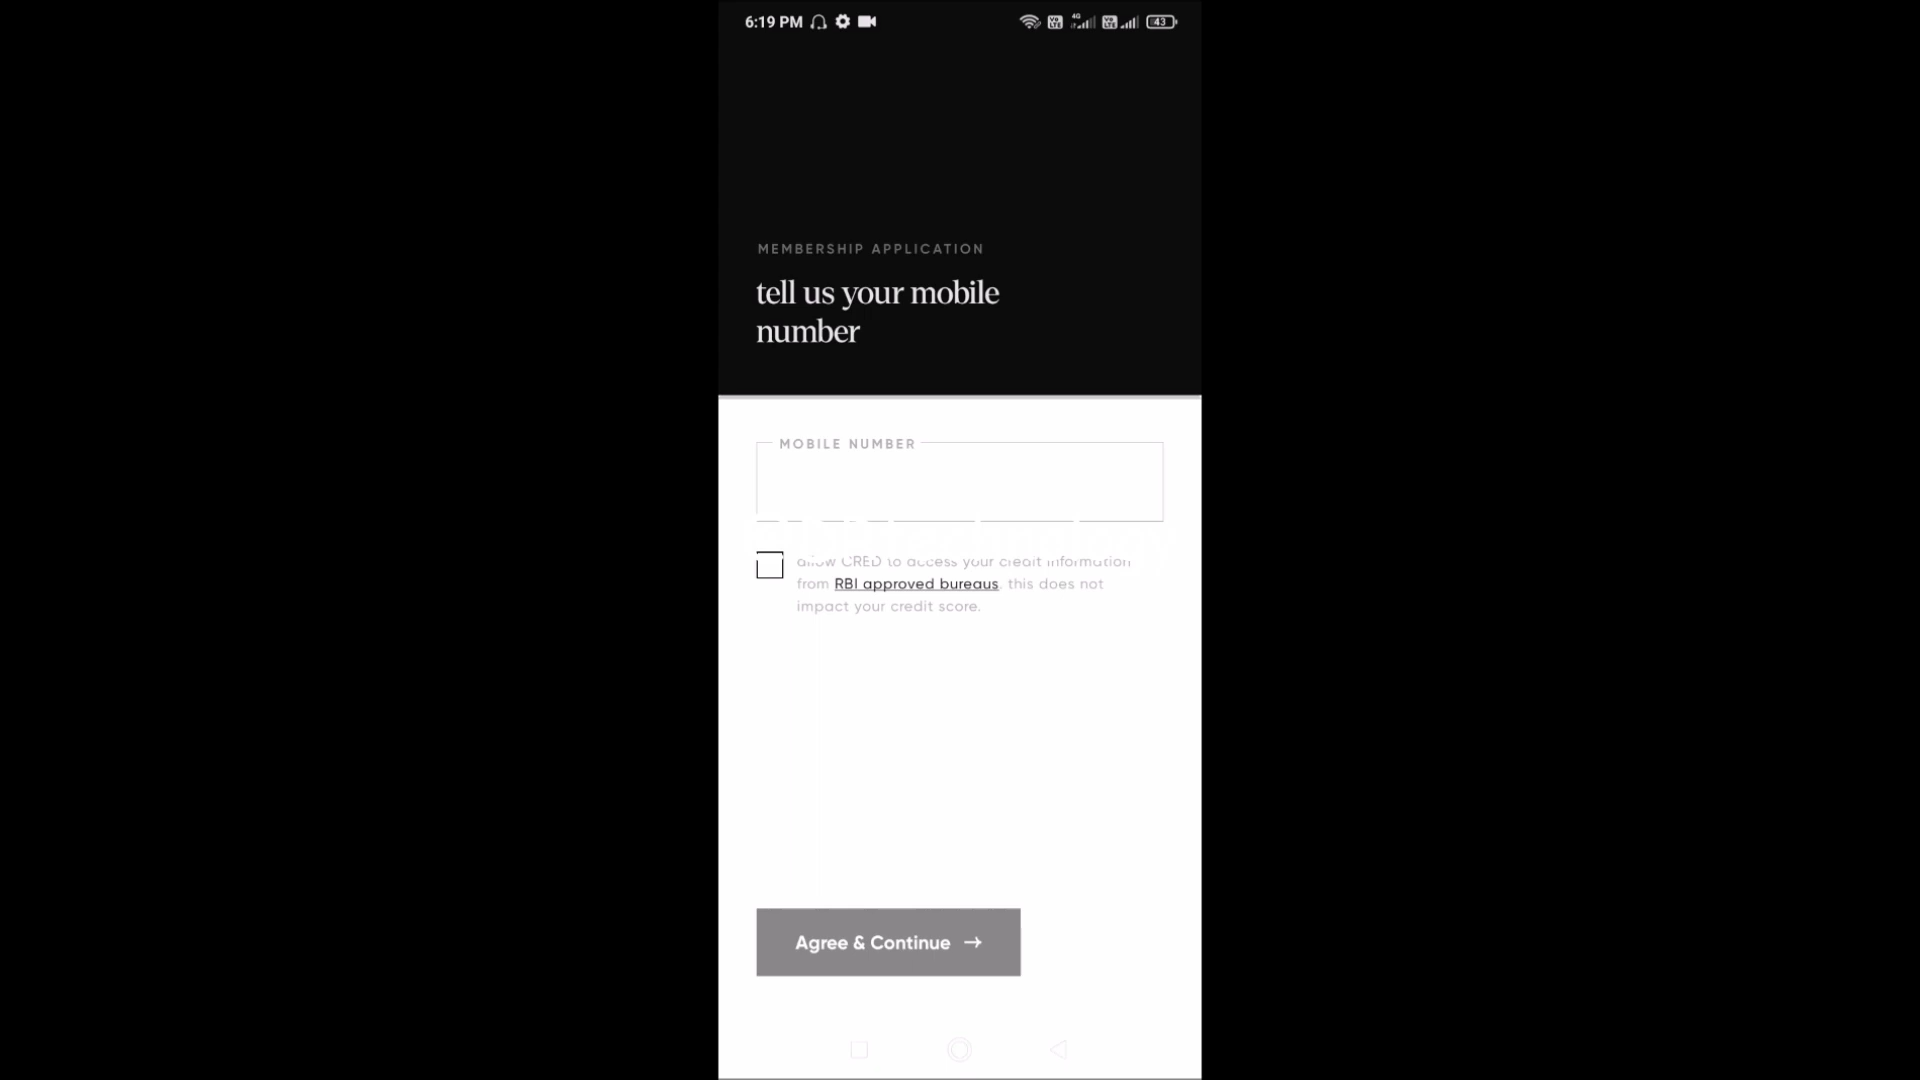 6:19 PM
4G
43
MEMBERSHIP APPLICATION
tell us your mobile
number
MOBILE NUMBER
allow CRED to access your credit information
from RBI approved bureaus. this does not
impact your credit score.
Agree & Continue →